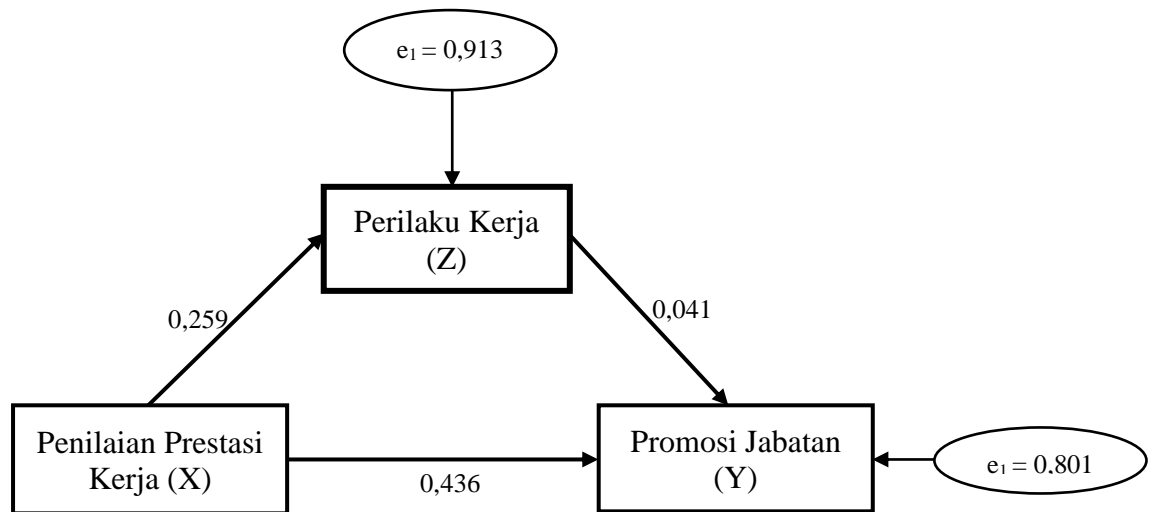 e₁ = 0,913
Perilaku Kerja
(Z)
0,259
0,041
Penilaian Prestasi
Kerja (X)
0,436
Promosi Jabatan
(Y)
e₁ = 0,801